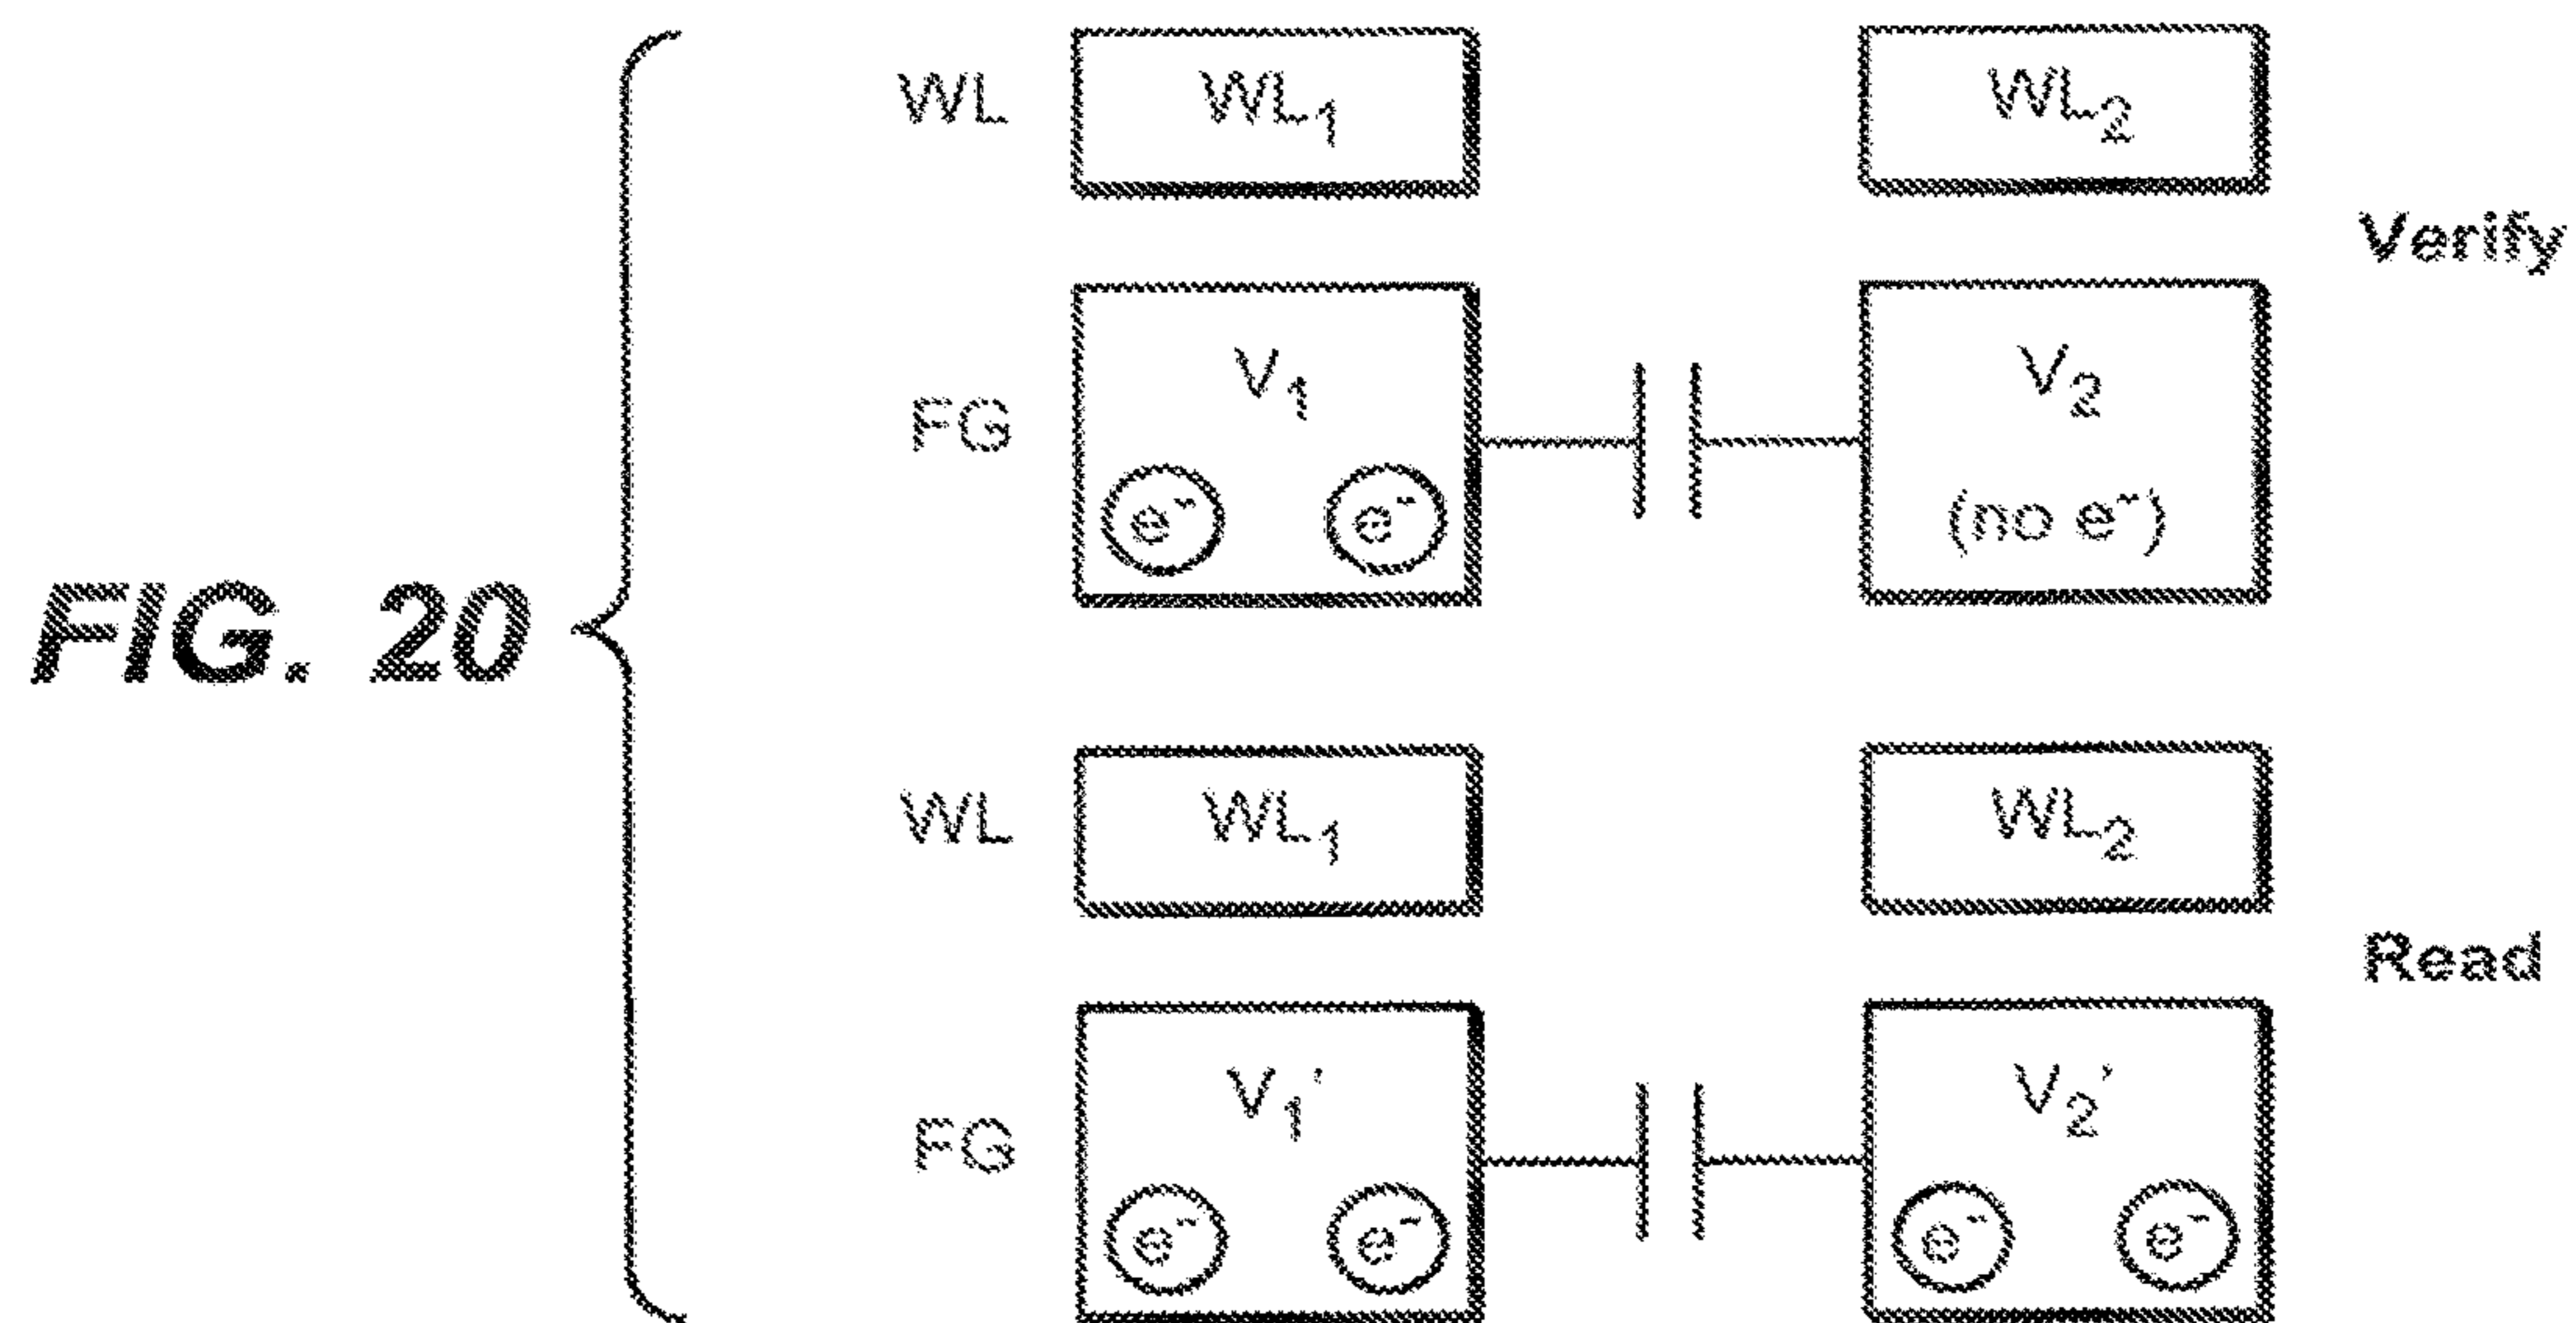 WL WL₁ WL₂
Verify
FG V₁ V₂
e⁻ e⁻ (no e⁻)
FIG. 20
WL WL₁ WL₂
Read
FG V₁' V₂'
e⁻ e⁻ e⁻ e⁻